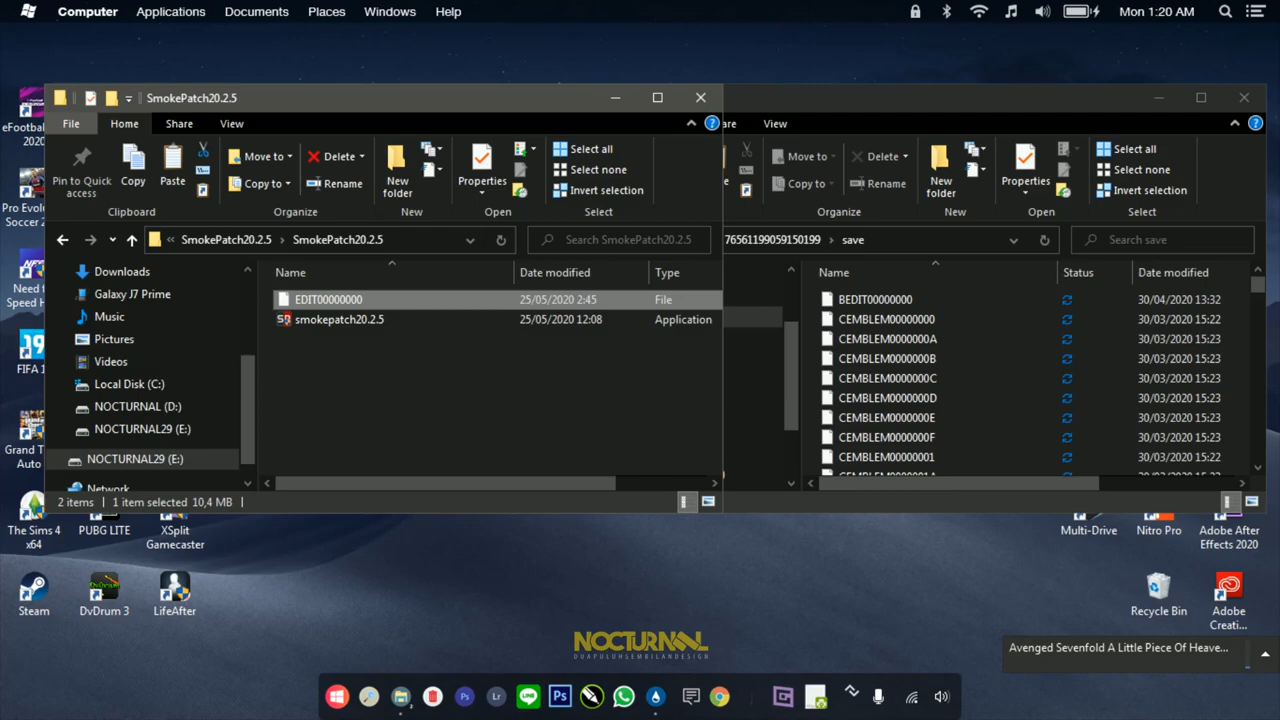 Computer Applications Documents Places Windows Help Mon 1:20 AM
SmokePatch20.2.5
File Home Share View
Pin to Quick access
Copy
Paste
Move to
Copy to
Delete
Rename
New folder
Properties
Select all
Select none
Invert selection
Clipboard Organize New Open Select
SmokePatch20.2.5 SmokePatch20.2.5
Search SmokePatch20.2.5
Downloads
Galaxy J7 Prime
Music
Pictures
Videos
Local Disk (C:)
NOCTURNAL (D:)
NOCTURNAL29 (E:)
NOCTURNAL29 (E:)
Network
Name Date modified Type
EDIT00000000 25/05/2020 2:45 File
smokepatch20.2.5 25/05/2020 12:08 Application
2 items 1 item selected 10,4 MB
are View
Move to
Copy to
Delete
Rename
New folder
Properties
Select all
Select none
Invert selection
Organize New Open Select
76561199059150199 save
Search save
Name Status Date modified
BEDIT00000000 30/04/2020 13:32
CEMBLEM0000000 30/03/2020 15:22
CEMBLEM0000000A 30/03/2020 15:23
CEMBLEM0000000B 30/03/2020 15:23
CEMBLEM0000000C 30/03/2020 15:23
CEMBLEM0000000D 30/03/2020 15:23
CEMBLEM0000000E 30/03/2020 15:23
CEMBLEM0000000F 30/03/2020 15:23
CEMBLEM00000001 30/03/2020 15:22
eFootball
2020
Pro Evolu
Soccer 2
Need
Speed H
FIFA 1
Grand T
Auto
The Sims 4
x64
PUBG LITE
XSplit
Gamecaster
Steam
DvDrum 3
LifeAfter
Multi-Drive
Nitro Pro
Adobe After
Effects 2020
Recycle Bin
Adobe
Creati...
NOCTURNAL
DUAPULUHSEMBILANDESIGN
Avenged Sevenfold A Little Piece Of Heave...
Ps Lr LINE Ps